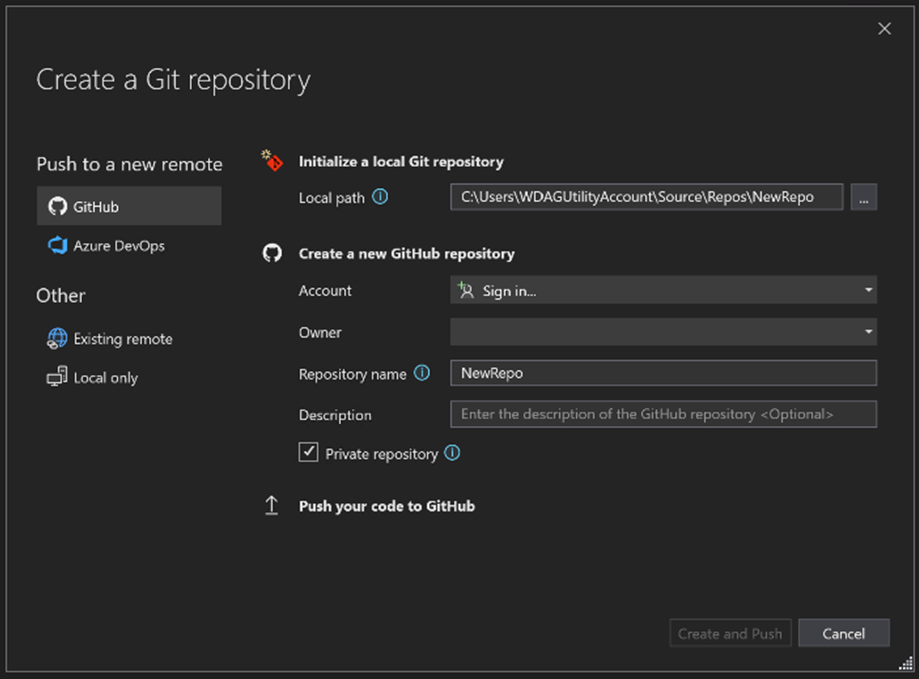 Create a Git repository
Push to a new remote
GitHub
Azure DevOps
Other
Existing remote
Local only
Initialize a local Git repository
Local path C:\Users\WDAGUtilityAccount\Source\Repos\NewRepo ...
Create a new GitHub repository
Account Sign in...
Owner
Repository name NewRepo
Description Enter the description of the GitHub repository <Optional>
Private repository
Push your code to GitHub
Create and Push Cancel